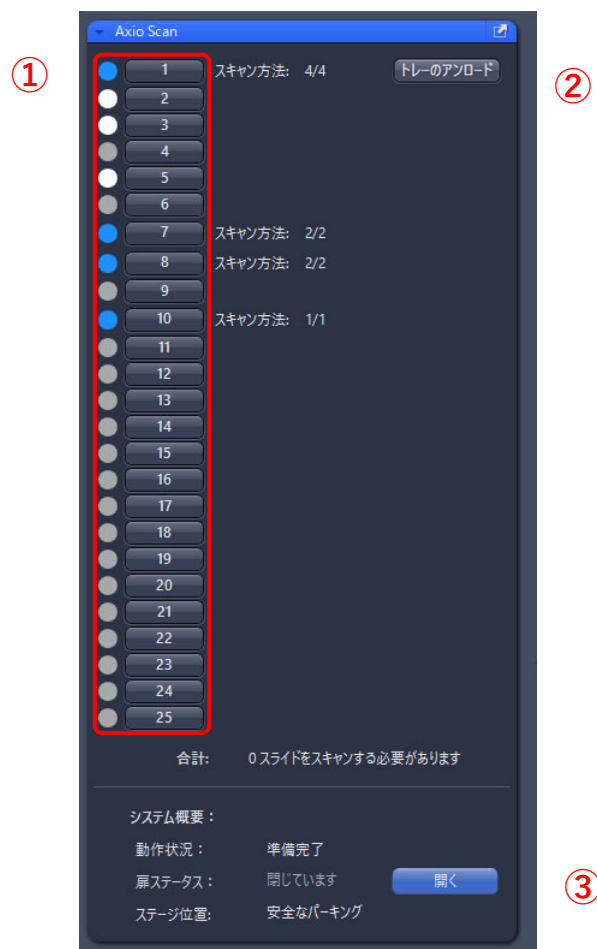 Axio Scan
①
1 スキャン方法: 4/4 トレーのアンロード
②
2
3
4
5
6
7 スキャン方法: 2/2
8 スキャン方法: 2/2
9
10 スキャン方法: 1/1
11
12
13
14
15
16
17
18
19
20
21
22
23
24
25
合計: 0 スライドをスキャンする必要があります
システム概要：
動作状況： 準備完了
扉ステータス： 閉じています 開く
③
ステージ位置: 安全なパーキング